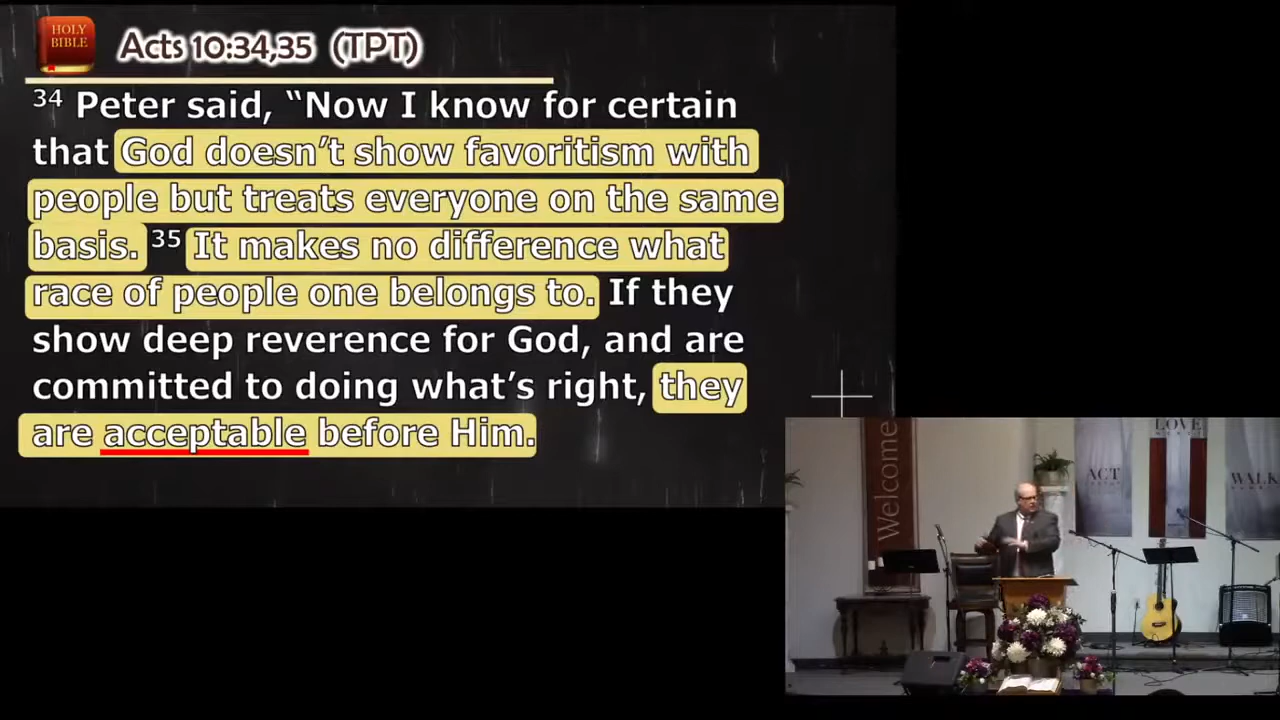 HOLY
BIBLE
Acts 10:34,35 (TPT)
34 Peter said, “Now I know for certain
that God doesn’t show favoritism with
people but treats everyone on the same
basis. 35 It makes no difference what
race of people one belongs to. If they
show deep reverence for God, and are
committed to doing what’s right, they
are acceptable before Him.
Welcome
ACT
LOVE
WALK